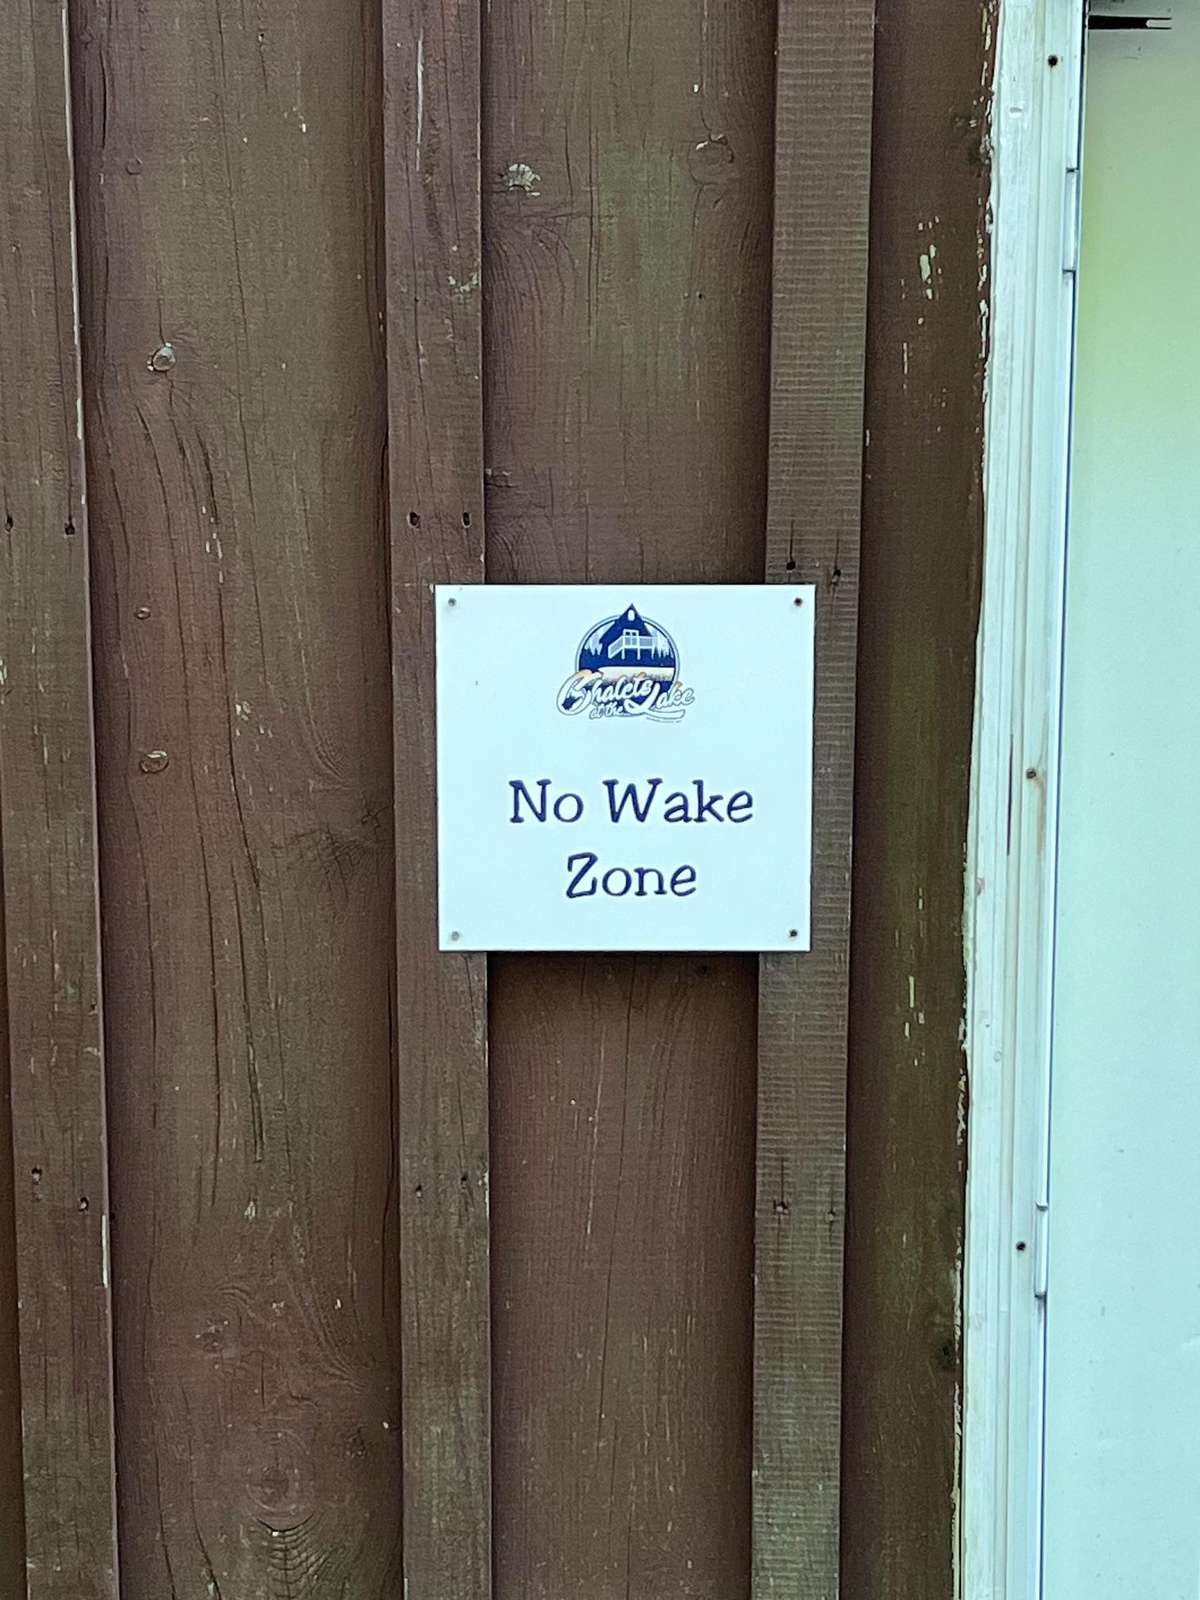 Chalets
at the Lake
No Wake
Zone